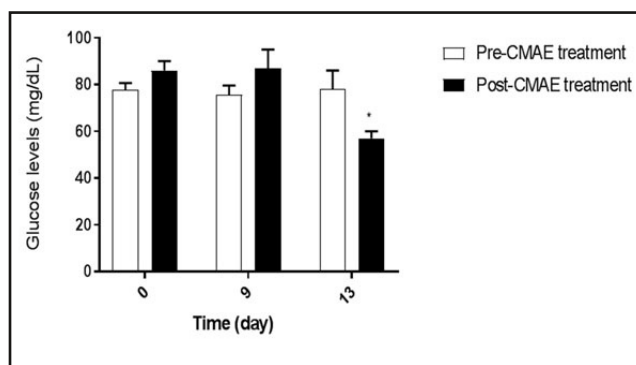 100
80
60
40
20
0
Glucose levels (mg/dL)
*
0 9 13
Time (day)
Pre-CMAE treatment
Post-CMAE treatment